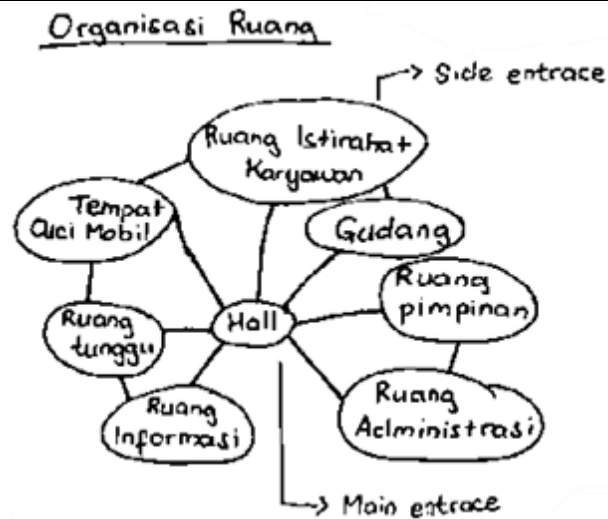 Organisasi Ruang
Side entrace
Ruang Istirahat
Karyawan
Tempat
Cuci Mobil
Gudang
Ruang
pimpinan
Hall
Ruang
tunggu
Ruang
Informasi
Ruang
Administrasi
Main entrace